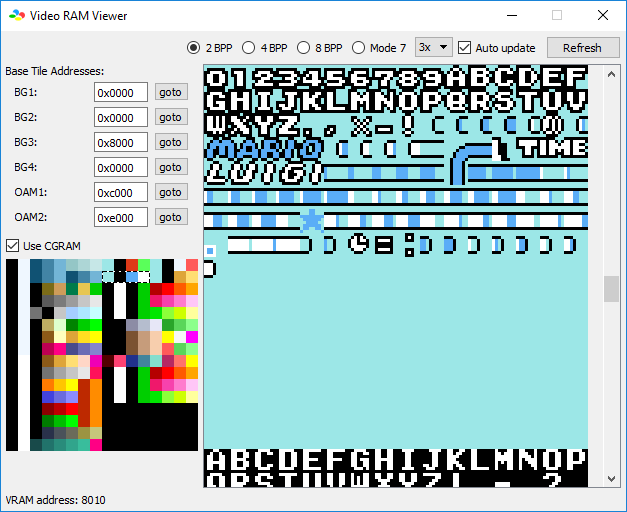 Video RAM Viewer
2 BPP 4 BPP 8 BPP Mode 7 3x Auto update Refresh
Base Tile Addresses:
BG1: 0x0000 goto
BG2: 0x0000 goto
BG3: 0x8000 goto
BG4: 0x0000 goto
OAM1: 0xc000 goto
OAM2: 0xe000 goto
Use CGRAM
0123456789ABCDEF
GHIJKLMNOPQRSTUV
WXYZ., x-!
MARIO TIME
LUIGI
ABCDEFGHIJKLMNOP
QRSTUVWXYZ! - 2
VRAM address: 8010